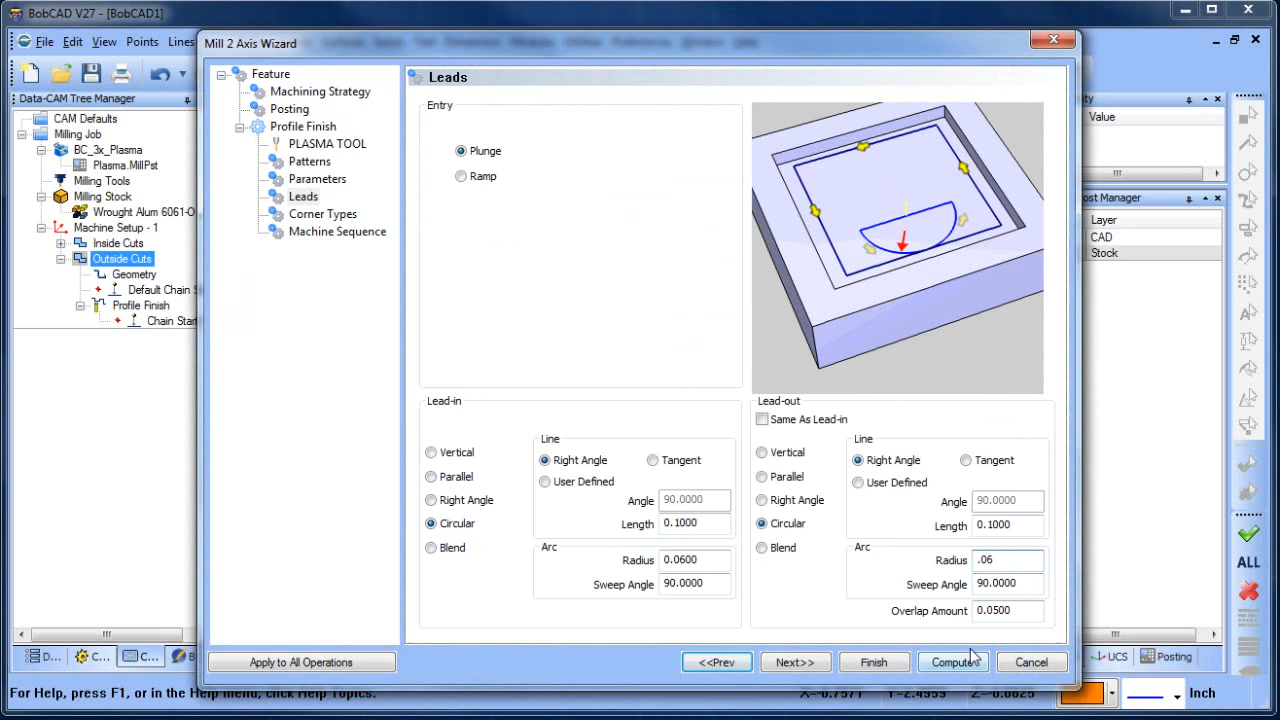 BobCAD V27 - [BobCAD1]
File Edit View Points Lines
Data-CAM Tree Manager
CAM Defaults
Milling Job
BC_3x_Plasma
Plasma.MillPst
Milling Tools
Milling Stock
Wrought Alum 6061-O
Machine Setup - 1
Inside Cuts
Outside Cuts
Geometry
Default Chain S
Profile Finish
Chain Start
D... C... C...
Mill 2 Axis Wizard
Feature
Machining Strategy
Posting
Profile Finish
PLASMA TOOL
Patterns
Parameters
Leads
Corner Types
Machine Sequence
Apply to All Operations
Leads
Entry
Plunge
Ramp
Lead-in
Vertical
Parallel
Right Angle
Circular
Blend
Line
Right Angle Tangent
User Defined
Angle 90.0000
Length 0.1000
Arc
Radius 0.0600
Sweep Angle 90.0000
Lead-out
Same As Lead-in
Vertical
Parallel
Right Angle
Circular
Blend
Line
Right Angle Tangent
User Defined
Angle 90.0000
Length 0.1000
Arc
Radius .06
Sweep Angle 90.0000
Overlap Amount 0.0500
<<Prev Next>> Finish Compute Cancel
Value
Layer
CAD
Stock
UCS Posting
ALL
For Help, press F1, or in the Help menu, click Help Topics.
Inch